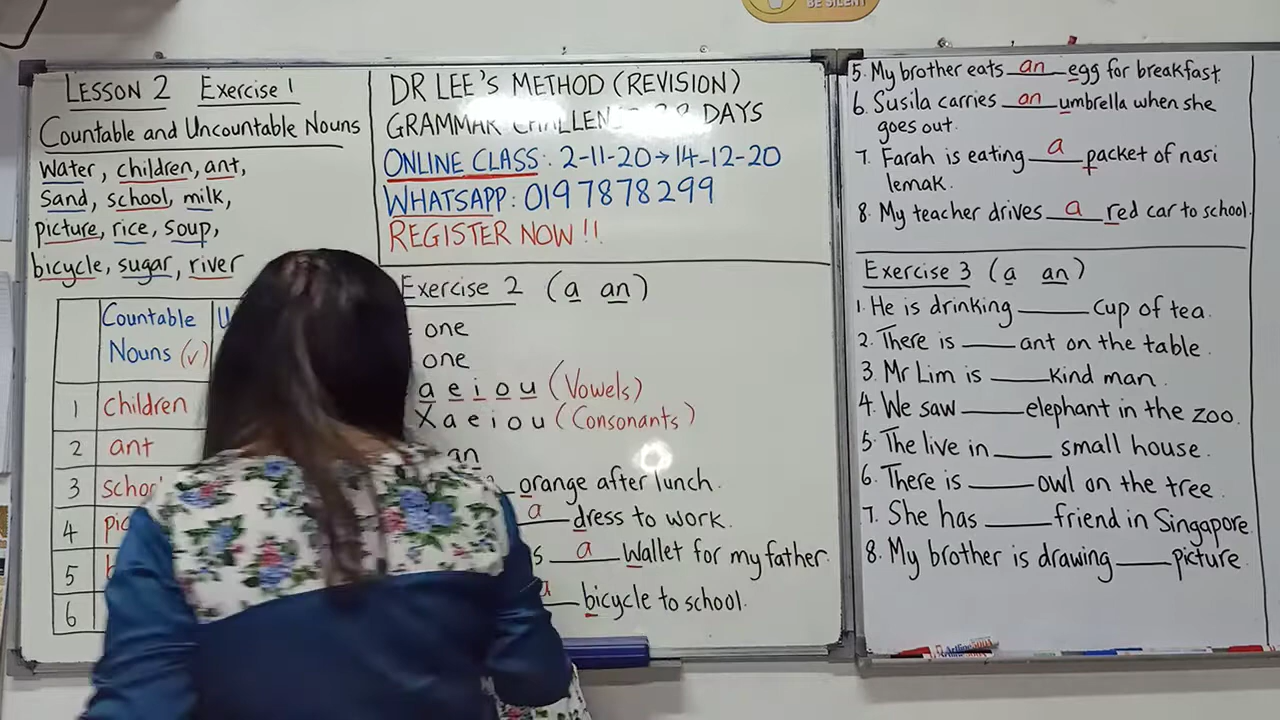 BE SILENT
LESSON 2 Exercise 1
Countable and Uncountable Nouns
Water, children, ant,
Sand, school, milk,
picture, rice, soup,
bicycle, sugar, river
Countable
Nouns (v)
1 children
2 ant
3
4
5
6
DR LEE'S METHOD (REVISION)
GRAMMAR DAYS
ONLINE CLASS: 2-11-20→14-12-20
WHATSAPP: 0197878299
REGISTER NOW!!
Exercise 2 (a an)
one
one
a e i o u (Vowels)
X a e i o u (Consonants)
an
orange after lunch.
a dress to work.
a wallet for my father.
a bicycle to school.
5. My brother eats an egg for breakfast.
6. Susila carries an umbrella when she
goes out.
7. Farah is eating a packet of nasi
lemak.
8. My teacher drives a red car to school.
Exercise 3 (a an)
1. He is drinking ____ cup of tea.
2. There is ____ ant on the table.
3. Mr Lim is ____ kind man.
4. We saw ____ elephant in the zoo.
5. The live in ____ small house.
6. There is ____ owl on the tree.
7. She has ____ friend in Singapore.
8. My brother is drawing ____ picture.